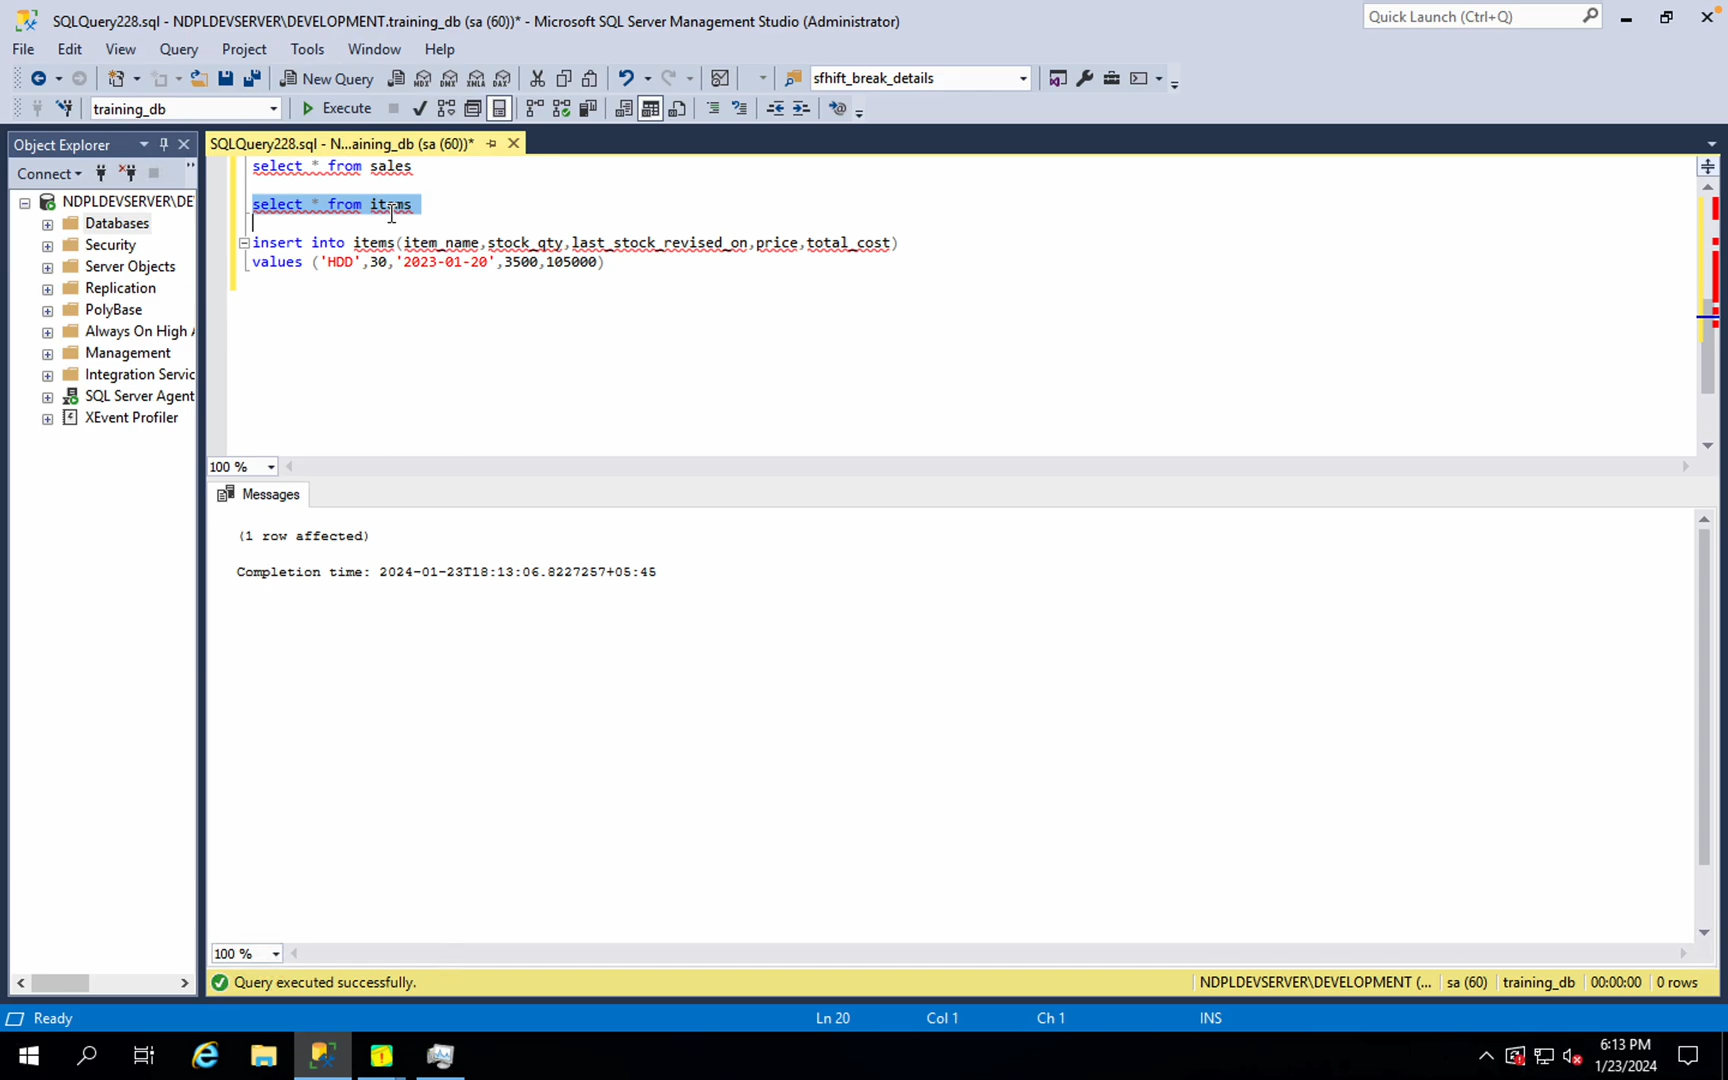 SQLQuery228.sql - NDPLDEVSERVER\DEVELOPMENT.training_db (sa (60))* - Microsoft SQL Server Management Studio (Administrator)
Quick Launch (Ctrl+Q)
File Edit View Query Project Tools Window Help
New Query
MDX DMX XMLA DAX
sfhift_break_details
training_db
Execute
Object Explorer
SQLQuery228.sql - N...aining_db (sa (60))*
Connect
NDPLDEVSERVER\DE
Databases
Security
Server Objects
Replication
PolyBase
Always On High A
Management
Integration Servic
SQL Server Agent
XEvent Profiler
select * from sales
select * from items
insert into items(item_name,stock_qty,last_stock_revised_on,price,total_cost)
values ('HDD',30,'2023-01-20',3500,105000)
100 %
Messages
(1 row affected)
Completion time: 2024-01-23T18:13:06.8227257+05:45
100 %
Query executed successfully.
NDPLDEVSERVER\DEVELOPMENT (... sa (60) training_db 00:00:00 0 rows
Ready
Ln 20 Col 1 Ch 1 INS
6:13 PM
1/23/2024